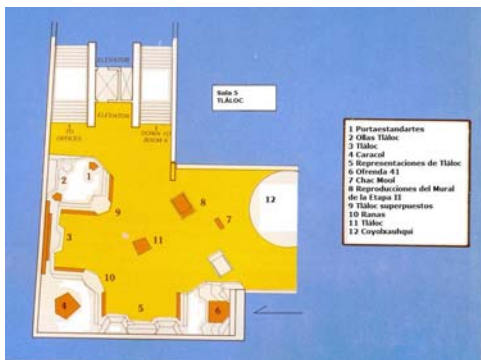 ELEVATOR
ELEVATOR
TO
OFFICES
DOWN TO
ROOM 6
Sala 5
TLÁLOC
1 Portaestandartes
2 Ollas Tláloc
3 Tláloc
4 Caracol
5 Representaciones de Tláloc
6 Ofrenda 41
7 Chac Mool
8 Reproducciones del Mural
de la Etapa II
9 Tláloc superpuestos
10 Ranas
11 Tláloc
12 Coyolxauhqui
2
1
9
8
7
12
3
11
10
4
5
6